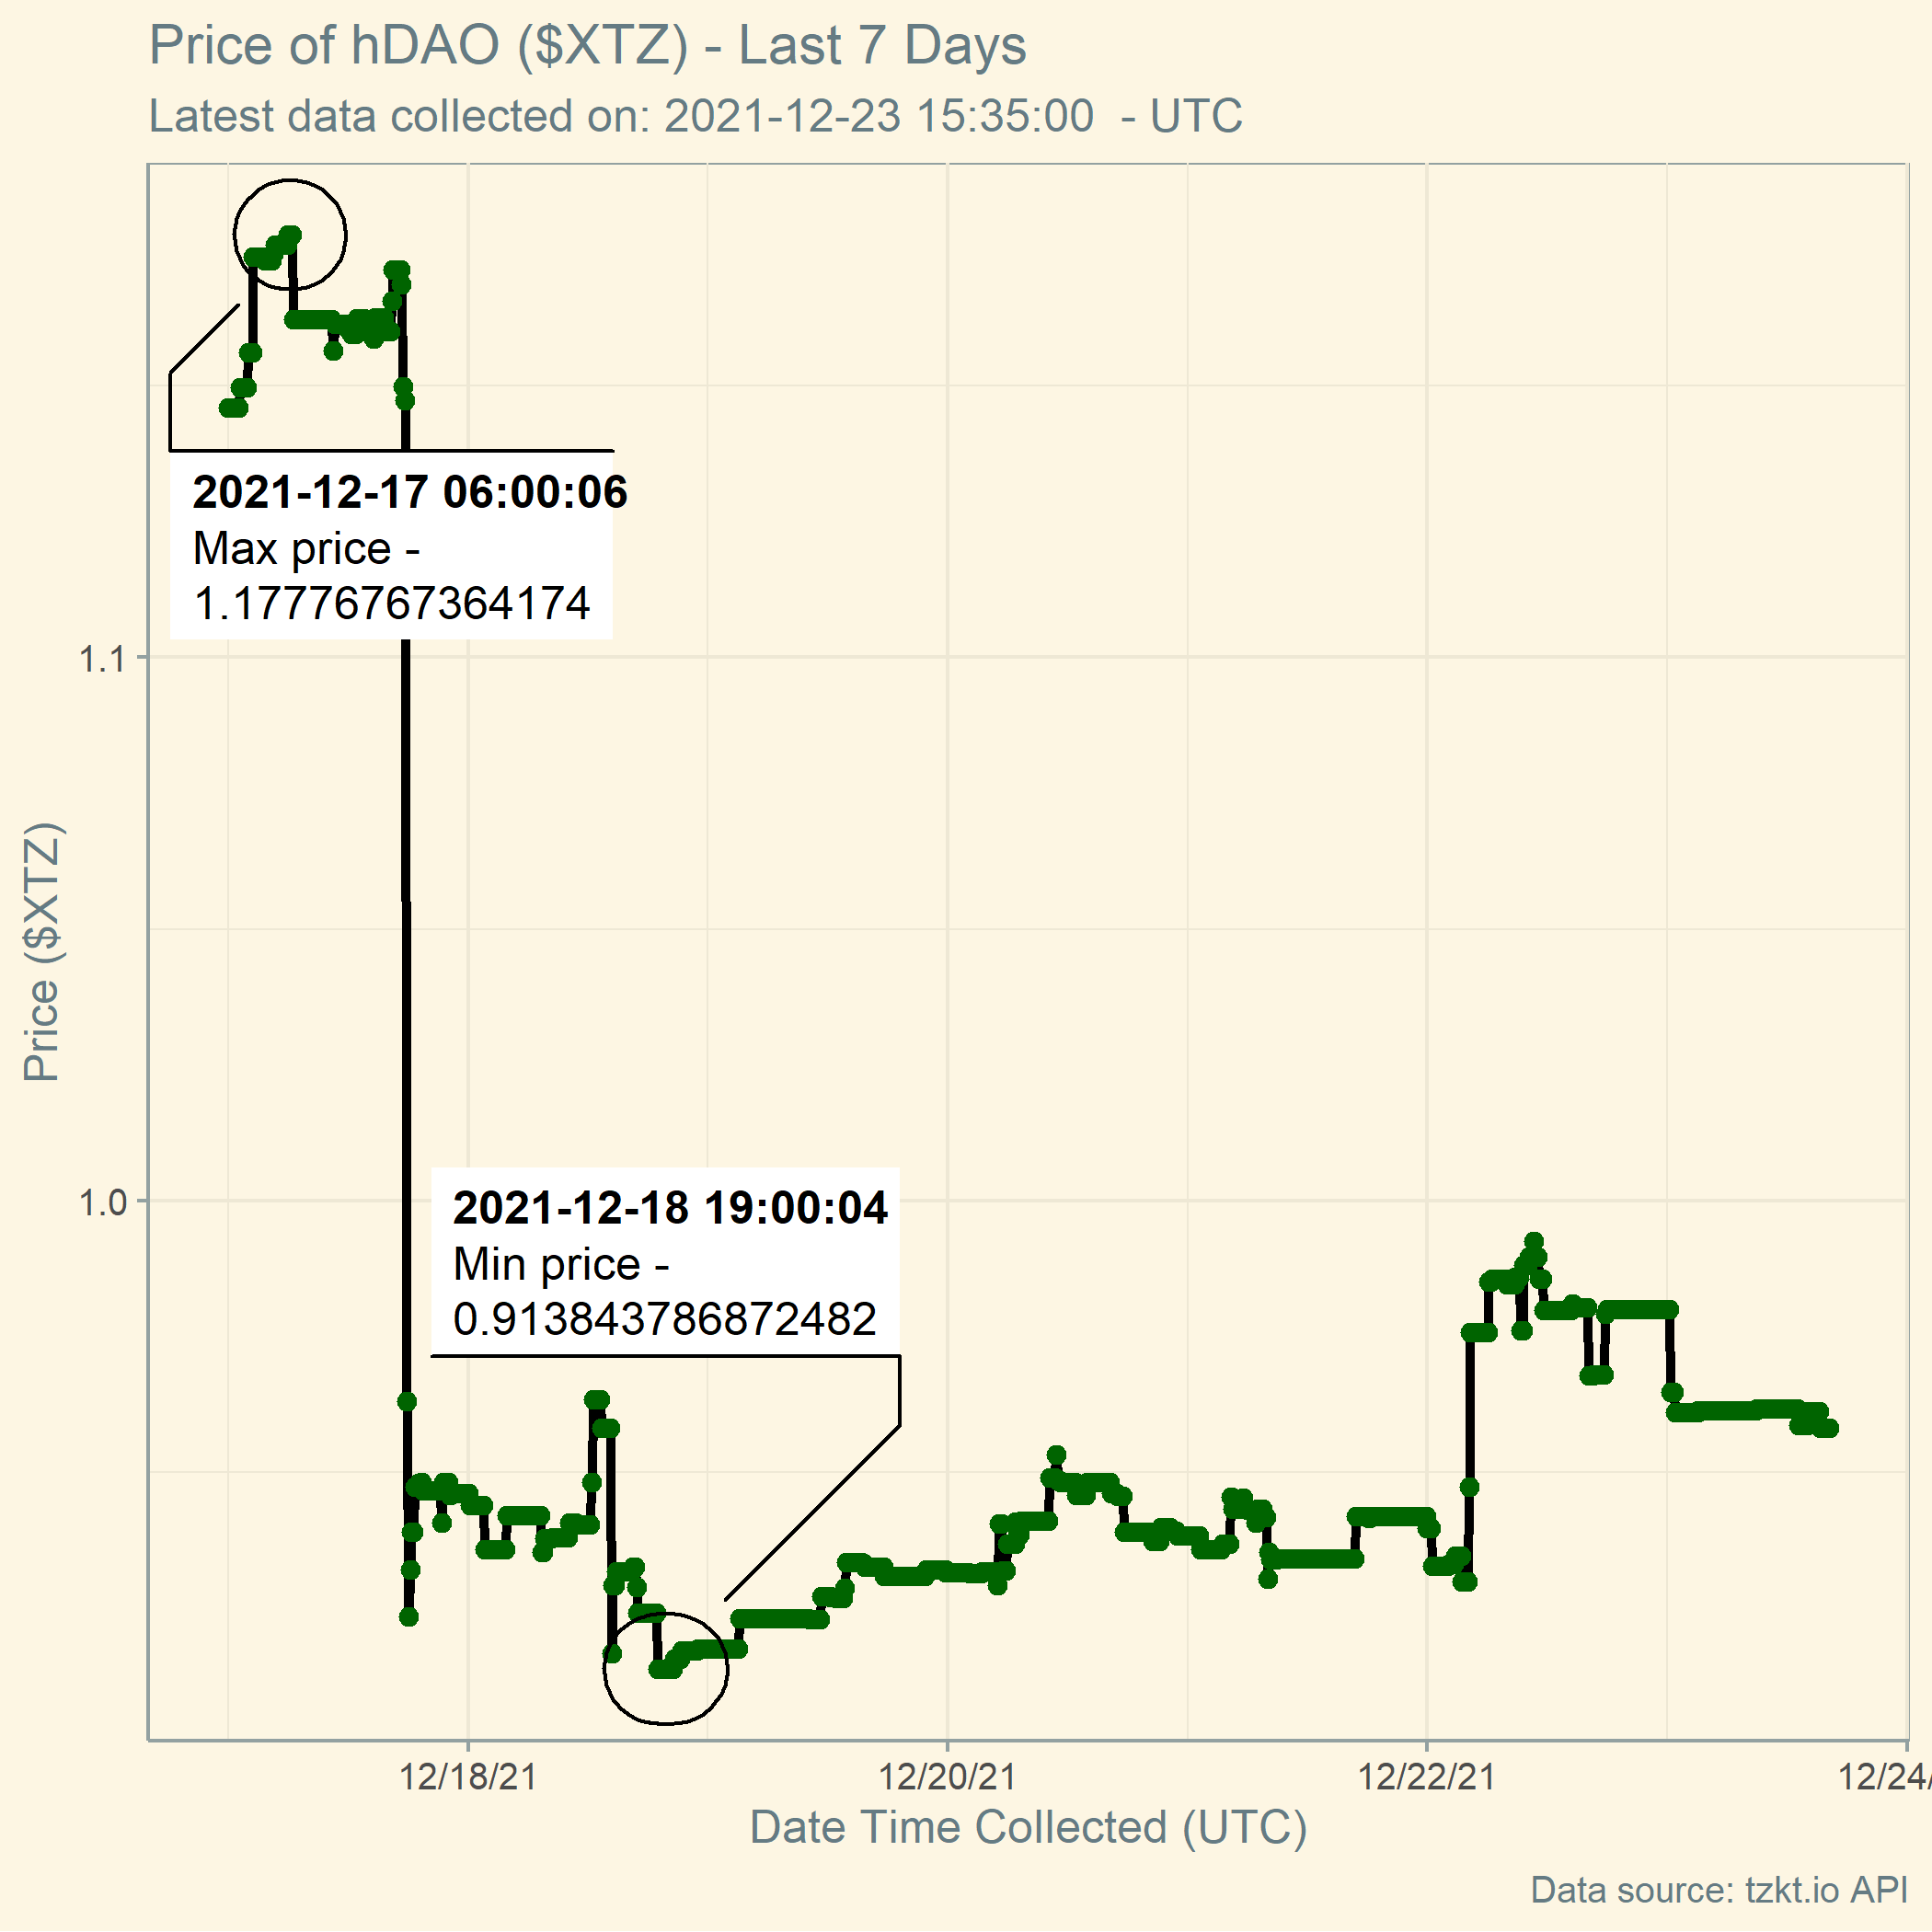 Price of hDAO ($XTZ) - Last 7 Days
Latest data collected on: 2021-12-23 15:35:00  - UTC
2021-12-17 06:00:06
Max price -
1.17776767364174
1.1
Price ($XTZ)
2021-12-18 19:00:04
Min price -
0.913843786872482
1.0
12/18/21
12/20/21
12/22/21
12/24/
Date Time Collected (UTC)
Data source: tzkt.io API